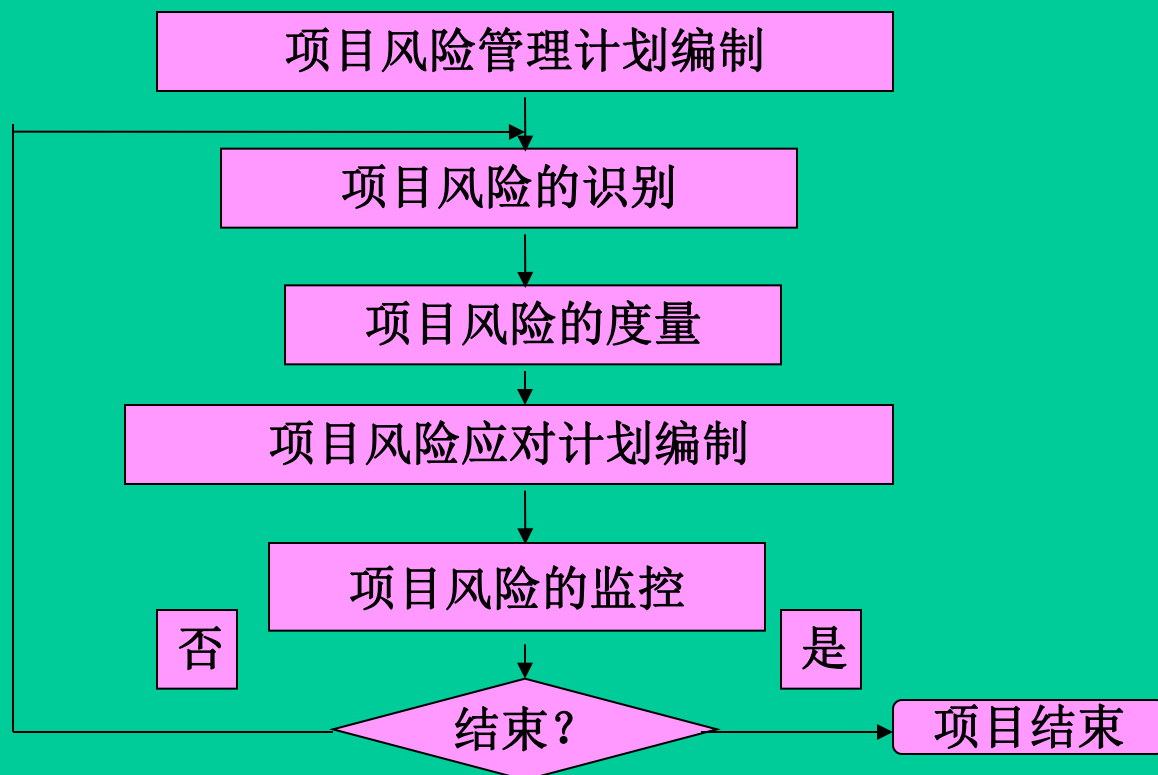 项目风险管理计划编制
项目风险的识别
项目风险的度量
项目风险应对计划编制
项目风险的监控
否
是
结束？
项目结束